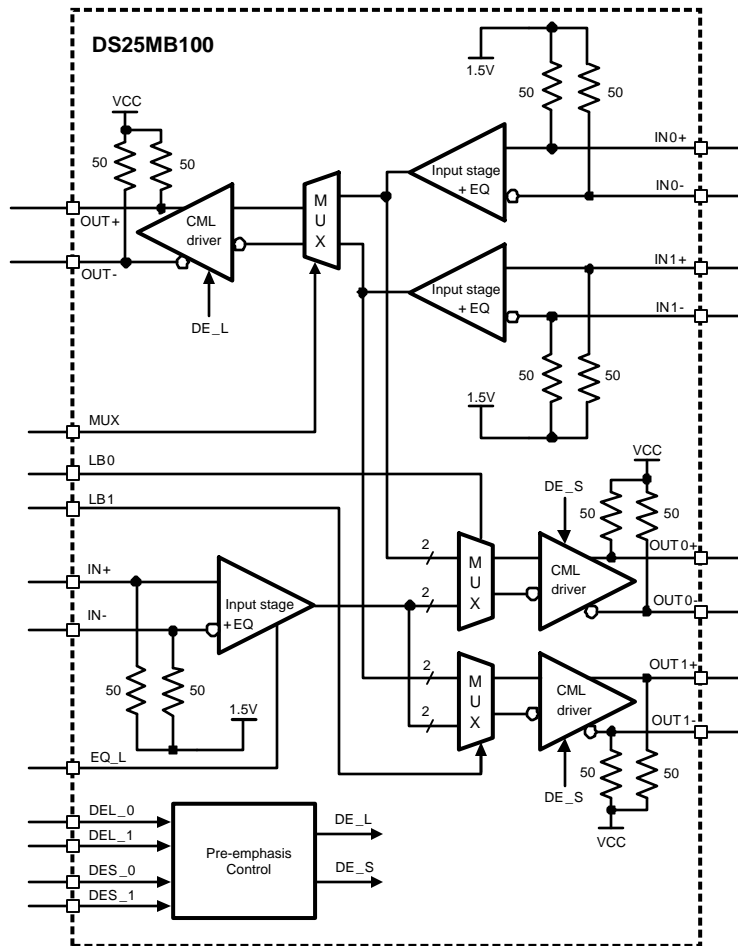 DS25MB100
1.5V
50
50
VCC
50
50
IN0+
Input stage
+ EQ
IN0-
M
U
X
OUT+
CML
driver
OUT-
IN1+
Input stage
+ EQ
IN1-
DE_L
50
50
1.5V
MUX
LB0
VCC
LB1
DE_S
50
50
2
OUT0+
IN+
M
U
X
CML
driver
Input stage
+ EQ
2
OUT0-
IN-
2
M
U
X
CML
driver
OUT1+
50
50
2
OUT1-
1.5V
EQ_L
50
50
DE_S
DEL_0
DE_L
VCC
DEL_1
Pre-emphasis
Control
DES_0
DE_S
DES_1